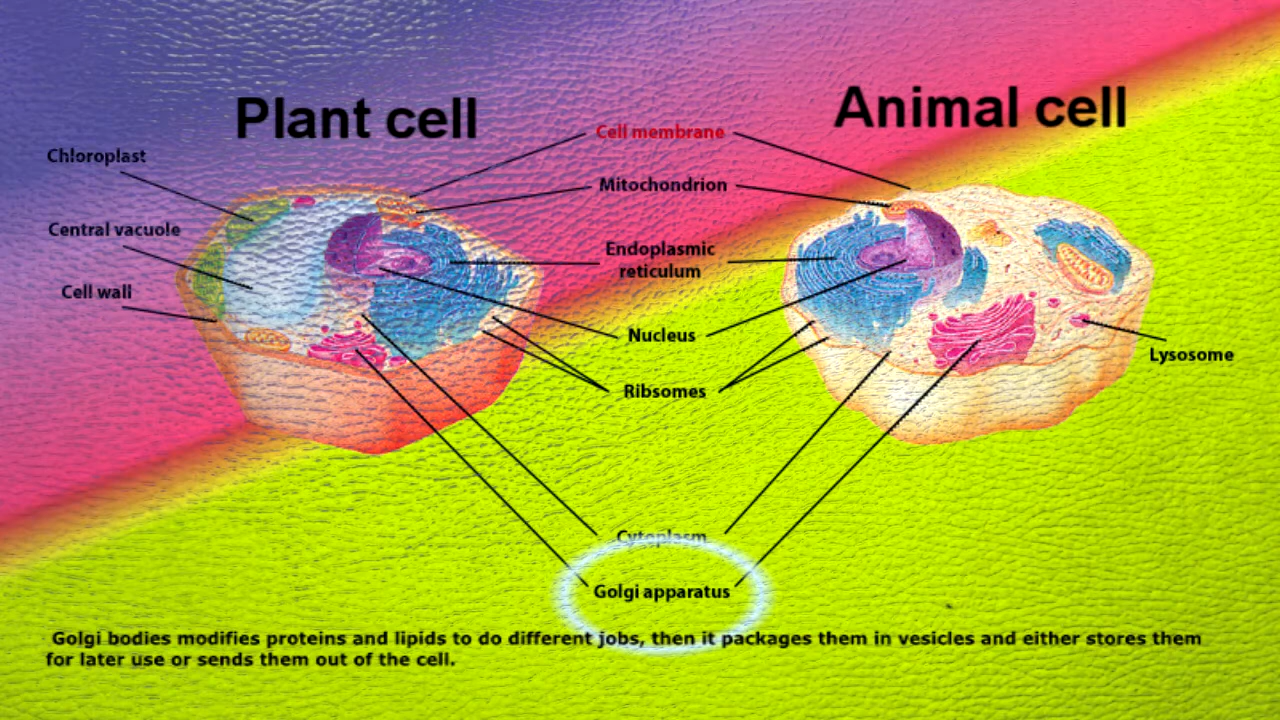 Plant cell
Animal cell
Cell membrane
Chloroplast
Mitochondrion
Central vacuole
Endoplasmic
reticulum
Cell wall
Nucleus
Lysosome
Ribsomes
Cytoplasm
Golgi apparatus
Golgi bodies modifies proteins and lipids to do different jobs, then it packages them in vesicles and either stores them
for later use or sends them out of the cell.